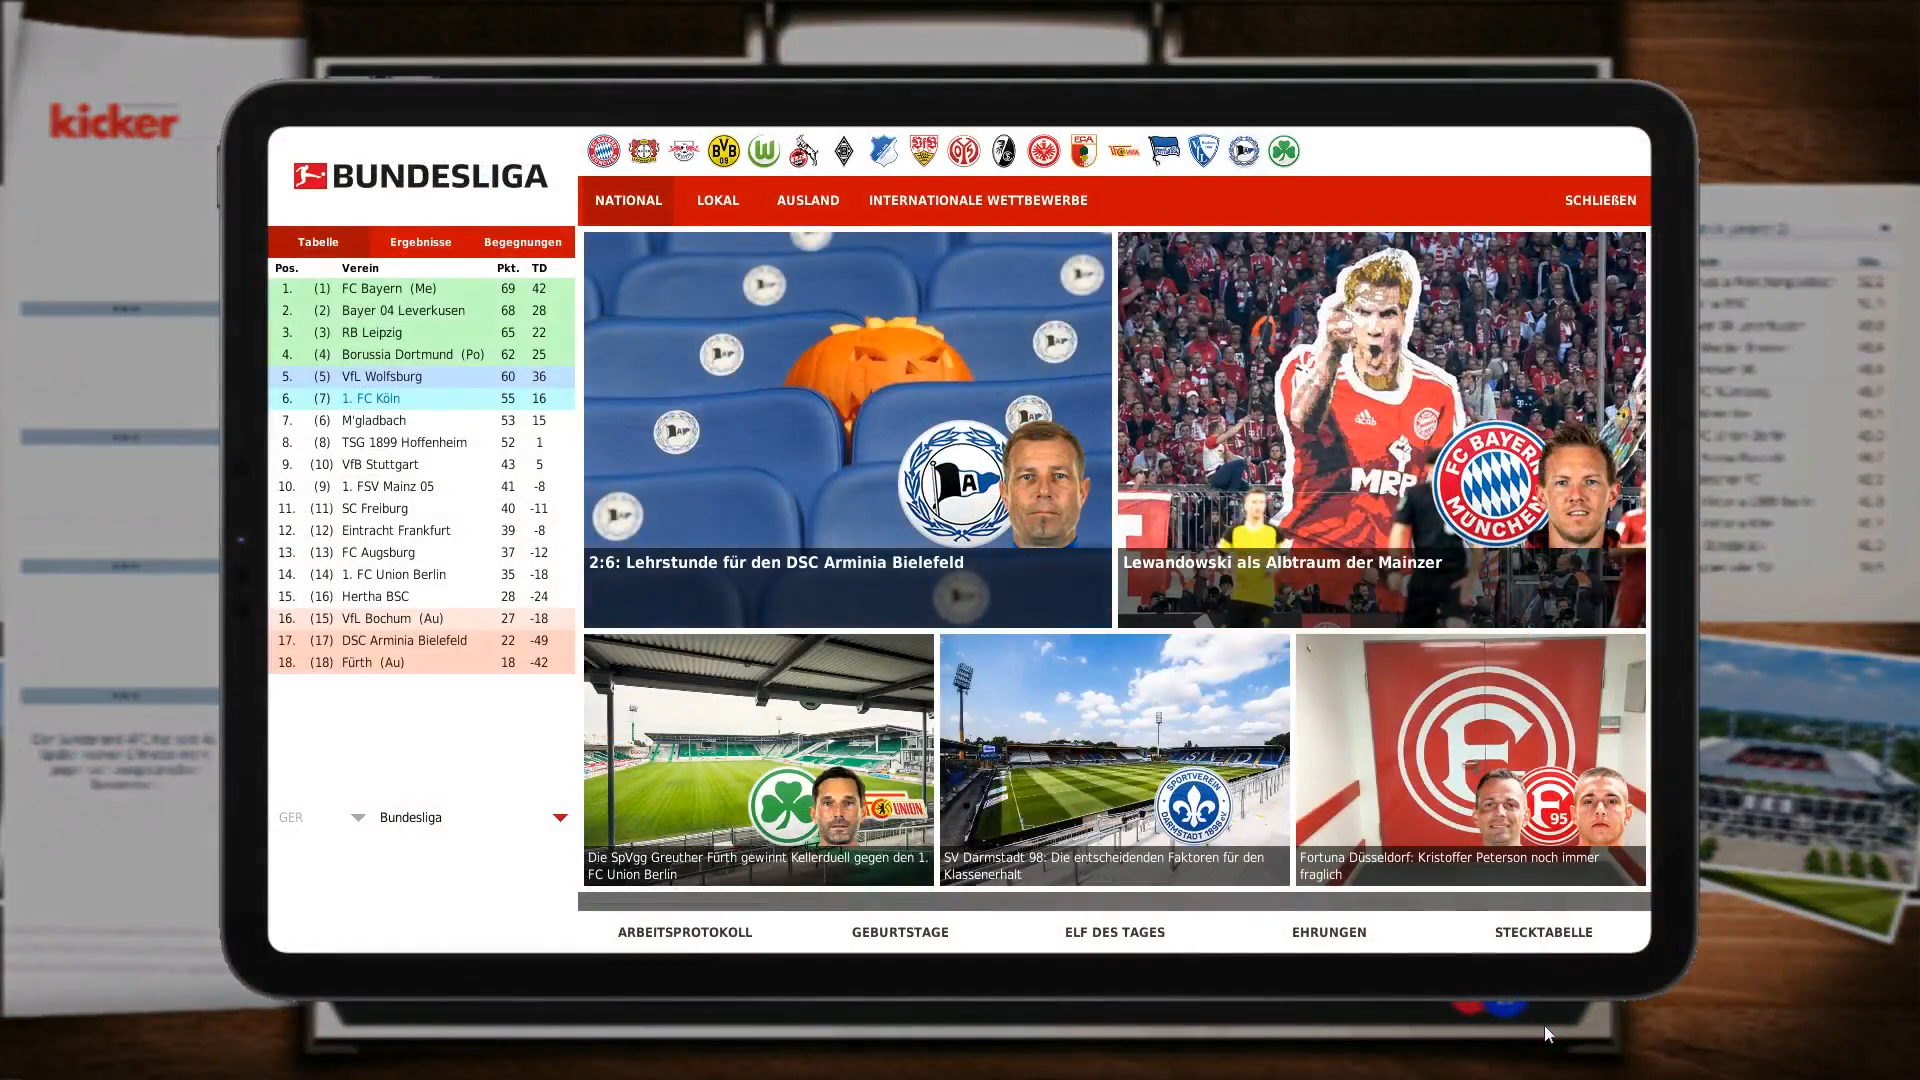 kicker
BUNDESLIGA
NATIONAL LOKAL AUSLAND INTERNATIONALE WETTBEWERBE SCHLIEßEN
Tabelle Ergebnisse Begegnungen
Pos. Verein Pkt. TD
1. (1) FC Bayern (Me) 69 42
2. (2) Bayer 04 Leverkusen 68 28
3. (3) RB Leipzig 65 22
4. (4) Borussia Dortmund (Po) 62 25
5. (5) VfL Wolfsburg 60 36
6. (7) 1. FC Köln 55 16
7. (6) M'gladbach 53 15
8. (8) TSG 1899 Hoffenheim 52 1
9. (10) VfB Stuttgart 43 5
10. (9) 1. FSV Mainz 05 41 -8
11. (11) SC Freiburg 40 -11
12. (12) Eintracht Frankfurt 39 -8
13. (13) FC Augsburg 37 -12
14. (14) 1. FC Union Berlin 35 -18
15. (16) Hertha BSC 28 -24
16. (15) VfL Bochum (Au) 27 -18
17. (17) DSC Arminia Bielefeld 22 -49
18. (18) Fürth (Au) 18 -42
GER Bundesliga
MRP
FC BAYERN
MÜNCHEN
2:6: Lehrstunde für den DSC Arminia Bielefeld
Lewandowski als Albtraum der Mainzer
UNION
SPORTVEREIN
DARMSTADT 1898 e.V.
F
95
Die SpVgg Greuther Fürth gewinnt Kellerduell gegen den 1.
FC Union Berlin
SV Darmstadt 98: Die entscheidenden Faktoren für den
Klassenerhalt
Fortuna Düsseldorf: Kristoffer Peterson noch immer
fraglich
ARBEITSPROTOKOLL GEBURTSTAGE ELF DES TAGES EHRUNGEN STECKTABELLE